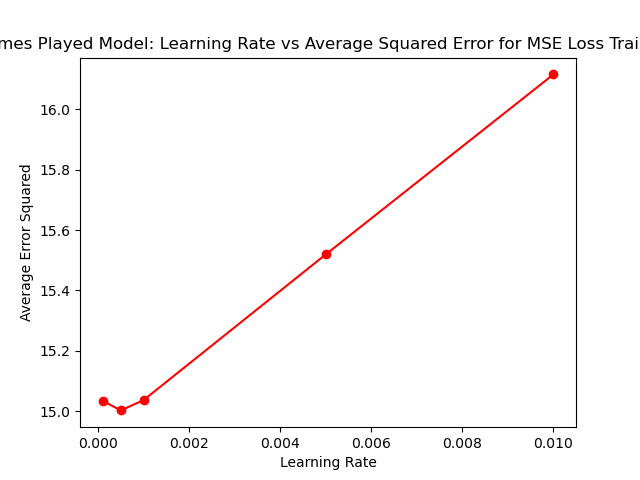 mes Played Model: Learning Rate vs Average Squared Error for MSE Loss Trai
16.0
15.8
15.6
15.4
15.2
15.0
Average Error Squared
0.000 0.002 0.004 0.006 0.008 0.010
Learning Rate